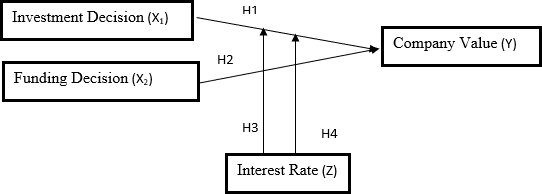 H1
Investment Decision (X₁)
Company Value (Y)
H2
Funding Decision (X₂)
H3
H4
Interest Rate (Z)